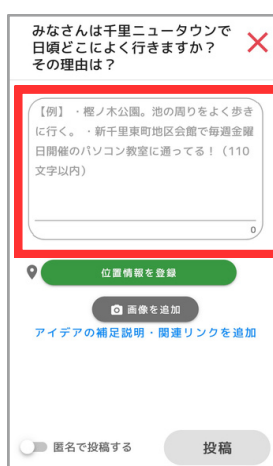 みなさんは千里ニュータウンで
日頃どこによく行きますか？
その理由は？
【例】・樫ノ木公園。池の周りをよく歩き
に行く。・新千里東町地区会館で毎週金曜
日開催のパソコン教室に通ってる！（110
文字以内）
0
位置情報を登録
画像を追加
アイデアの補足説明・関連リンクを追加
匿名で投稿する
投稿